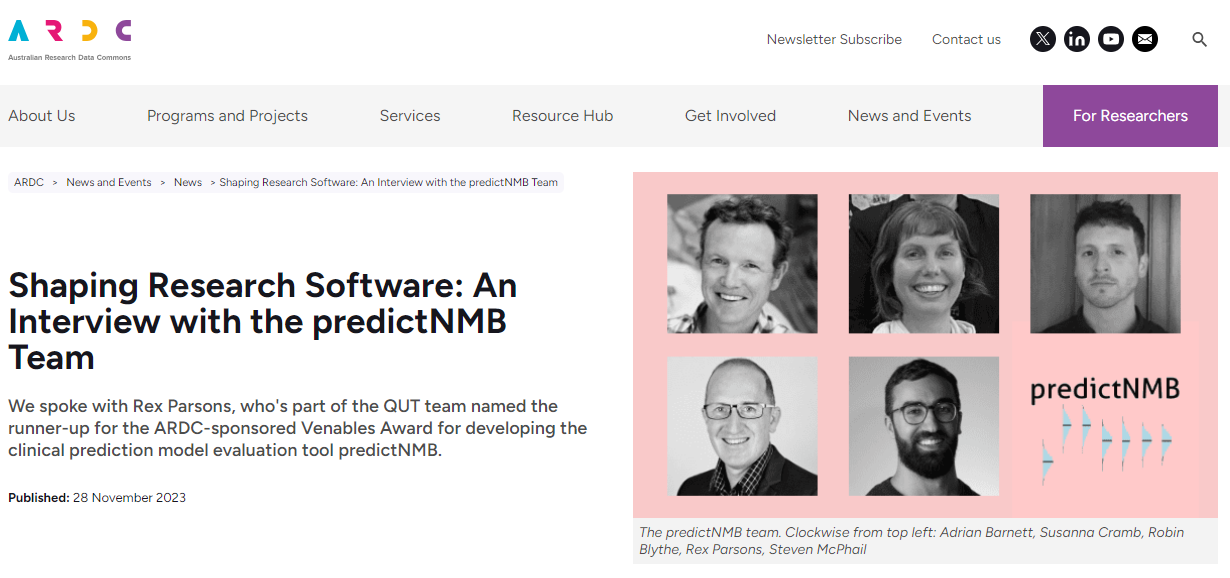 ARDC
Australian Research Data Commons
Newsletter Subscribe
Contact us
About Us
Programs and Projects
Services
Resource Hub
Get Involved
News and Events
For Researchers
ARDC > News and Events > News > Shaping Research Software: An Interview with the predictNMB Team
Shaping Research Software: An
Interview with the predictNMB
Team
We spoke with Rex Parsons, who's part of the QUT team named the
runner-up for the ARDC-sponsored Venables Award for developing the
clinical prediction model evaluation tool predictNMB.
Published: 28 November 2023
predictNMB
The predictNMB team. Clockwise from top left: Adrian Barnett, Susanna Cramb, Robin
Blythe, Rex Parsons, Steven McPhail